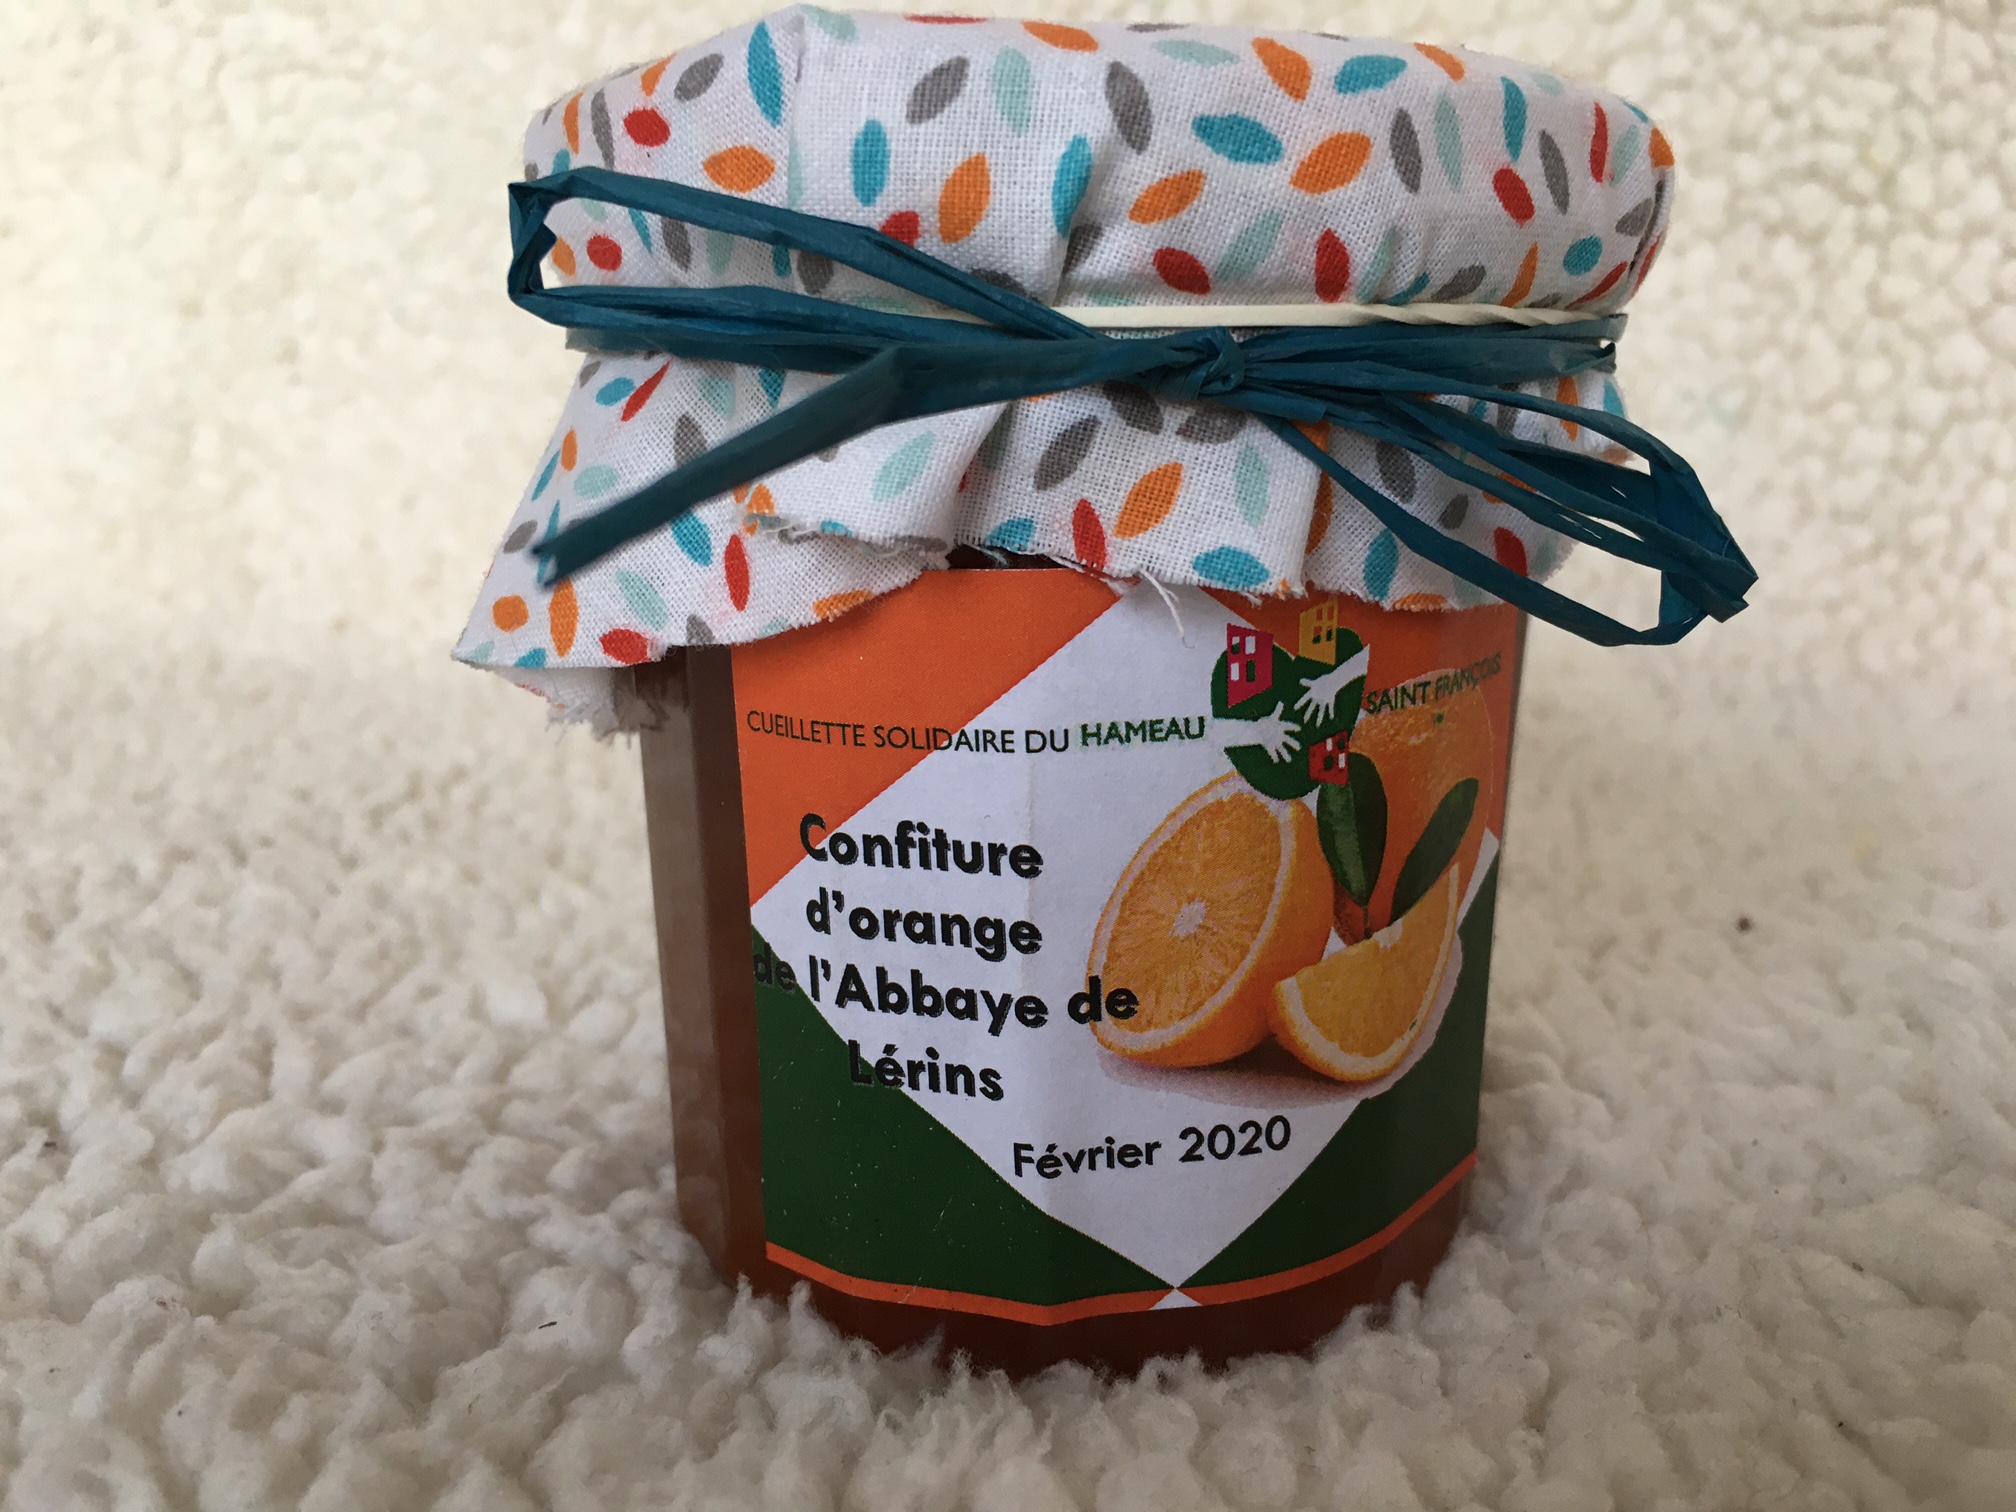 CUEILLETTE SOLIDAIRE DU HAMEAU SAINT FRANÇOIS
Confiture
d'orange
de l'Abbaye de
Lérins
Février 2020